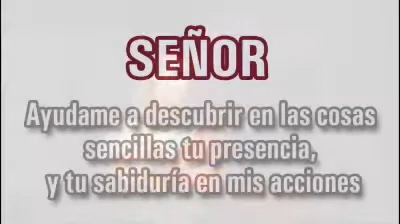 SEÑOR
Ayudame a descubrir en las cosas
sencillas tu presencia,
y tu sabiduría en mis acciones